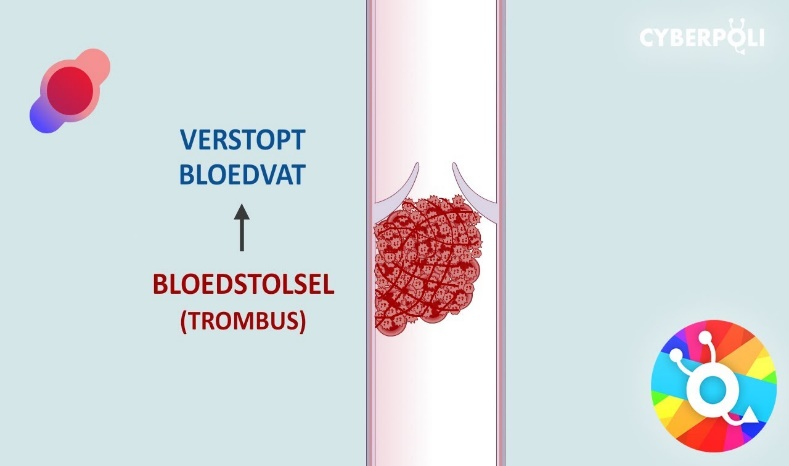 CYBERPOLI
VERSTOPT
BLOEDVAT
BLOEDSTOLSEL
(TROMBUS)